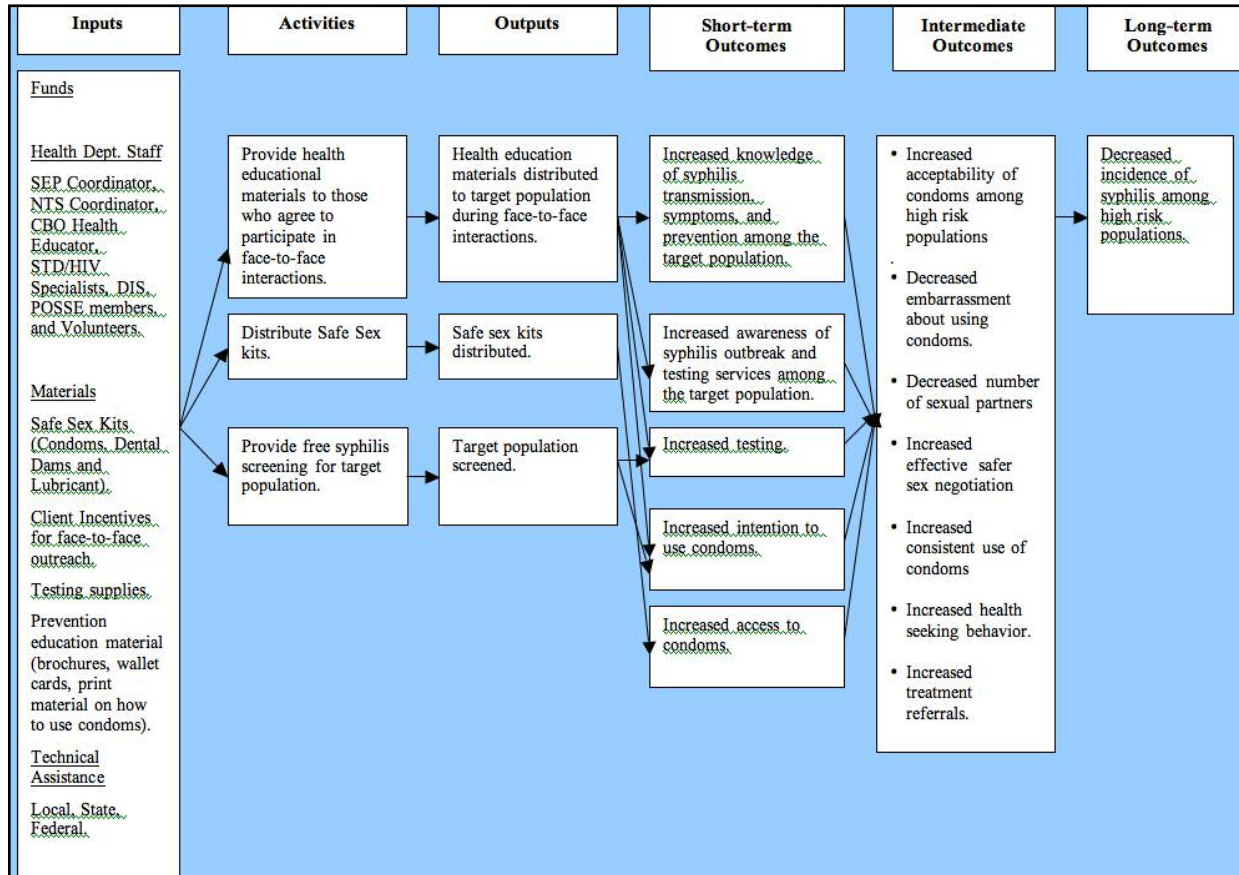 Inputs
Activities
Outputs
Short-term
Outcomes
Intermediate
Outcomes
Long-term
Outcomes
Funds
Health Dept. Staff
SEP Coordinator,
NTS Coordinator,
CBO Health
Educator,
STD/HIV
Specialists, DIS,
POSSE members,
and Volunteers.
Materials
Safe Sex Kits
(Condoms, Dental
Dams and
Lubricant).
Client Incentives
for face-to-face
outreach.
Testing supplies.
Prevention
education material
(brochures, wallet
cards, print
material on how
to use condoms).
Technical
Assistance
Local, State,
Federal.
Provide health
educational
materials to those
who agree to
participate in
face-to-face
interactions.
Distribute Safe Sex
kits.
Provide free syphilis
screening for target
population.
Health education
materials distributed
to target population
during face-to-face
interactions.
Safe sex kits
distributed.
Target population
screened.
Increased knowledge
of syphilis
transmission,
symptoms, and
prevention among the
target population.
Increased awareness of
syphilis outbreak and
testing services among
the target population.
Increased testing.
Increased intention to
use condoms.
Increased access to
condoms.
• Increased
acceptability of
condoms among
high risk
populations
.
• Decreased
embarrassment
about using
condoms.
• Decreased number
of sexual partners
• Increased
effective safer
sex negotiation
• Increased
consistent use of
condoms
• Increased health
seeking behavior.
• Increased
treatment
referrals.
Decreased
incidence of
syphilis among
high risk
populations.